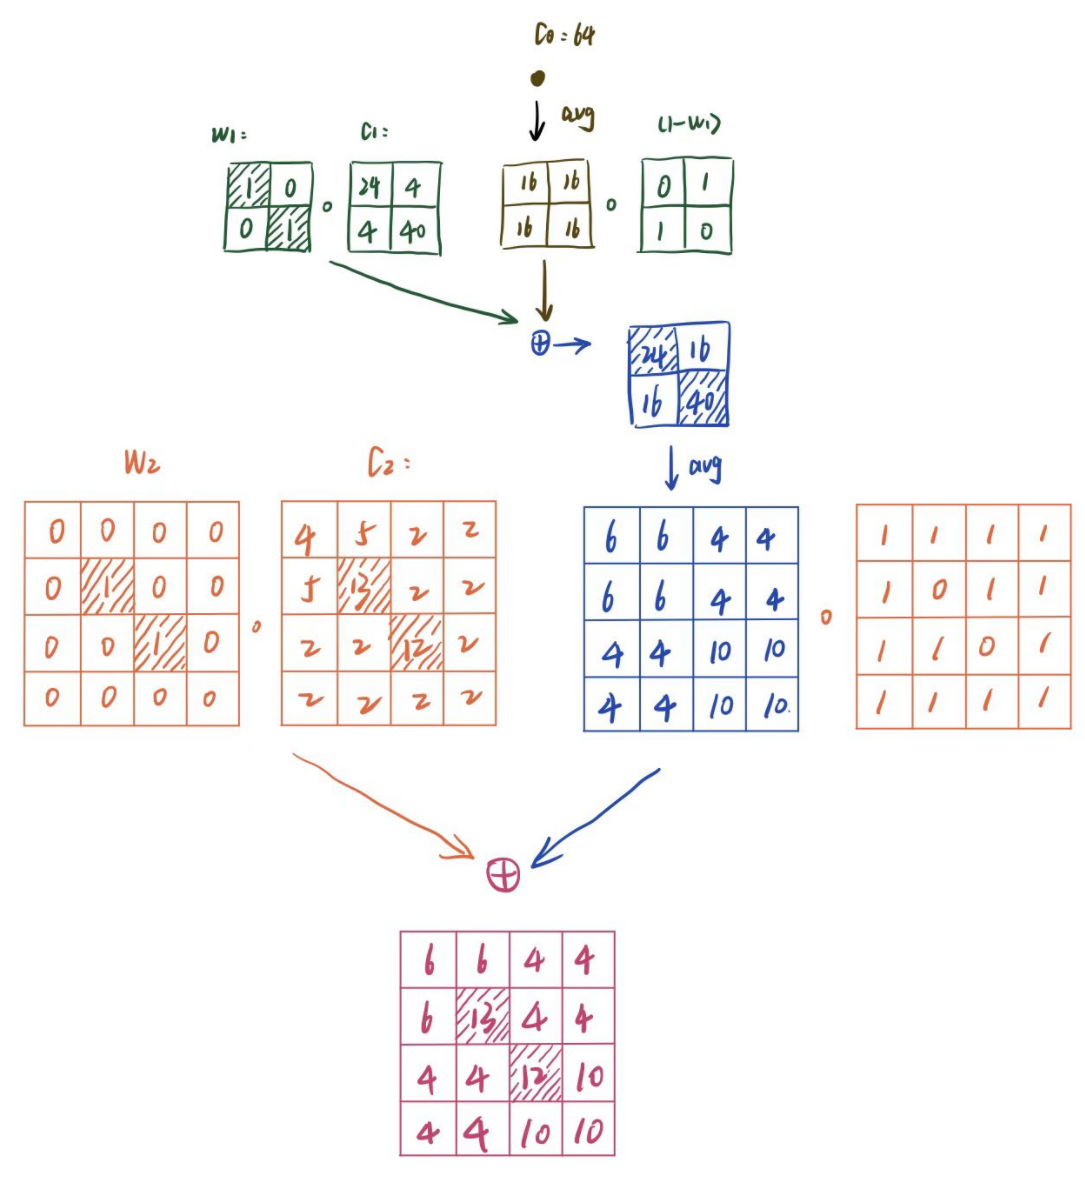 C0:64
avg
W1:
C1:
(1-W1)
1 0 24 4 16 16 0 1
0 1 4 40 16 16 1 0
⊕
24 16
16 40
avg
W2
C2:
0 0 0 0 4 5 2 2 6 6 4 4 1 1 1 1
0 1 0 0 5 13 2 2 6 6 4 4 1 0 1 1
0 0 1 0 2 2 12 2 4 4 10 10 1 1 0 1
0 0 0 0 2 2 2 2 4 4 10 10. 1 1 1 1
⊕
6 6 4 4
6 13 4 4
4 4 12 10
4 4 10 10